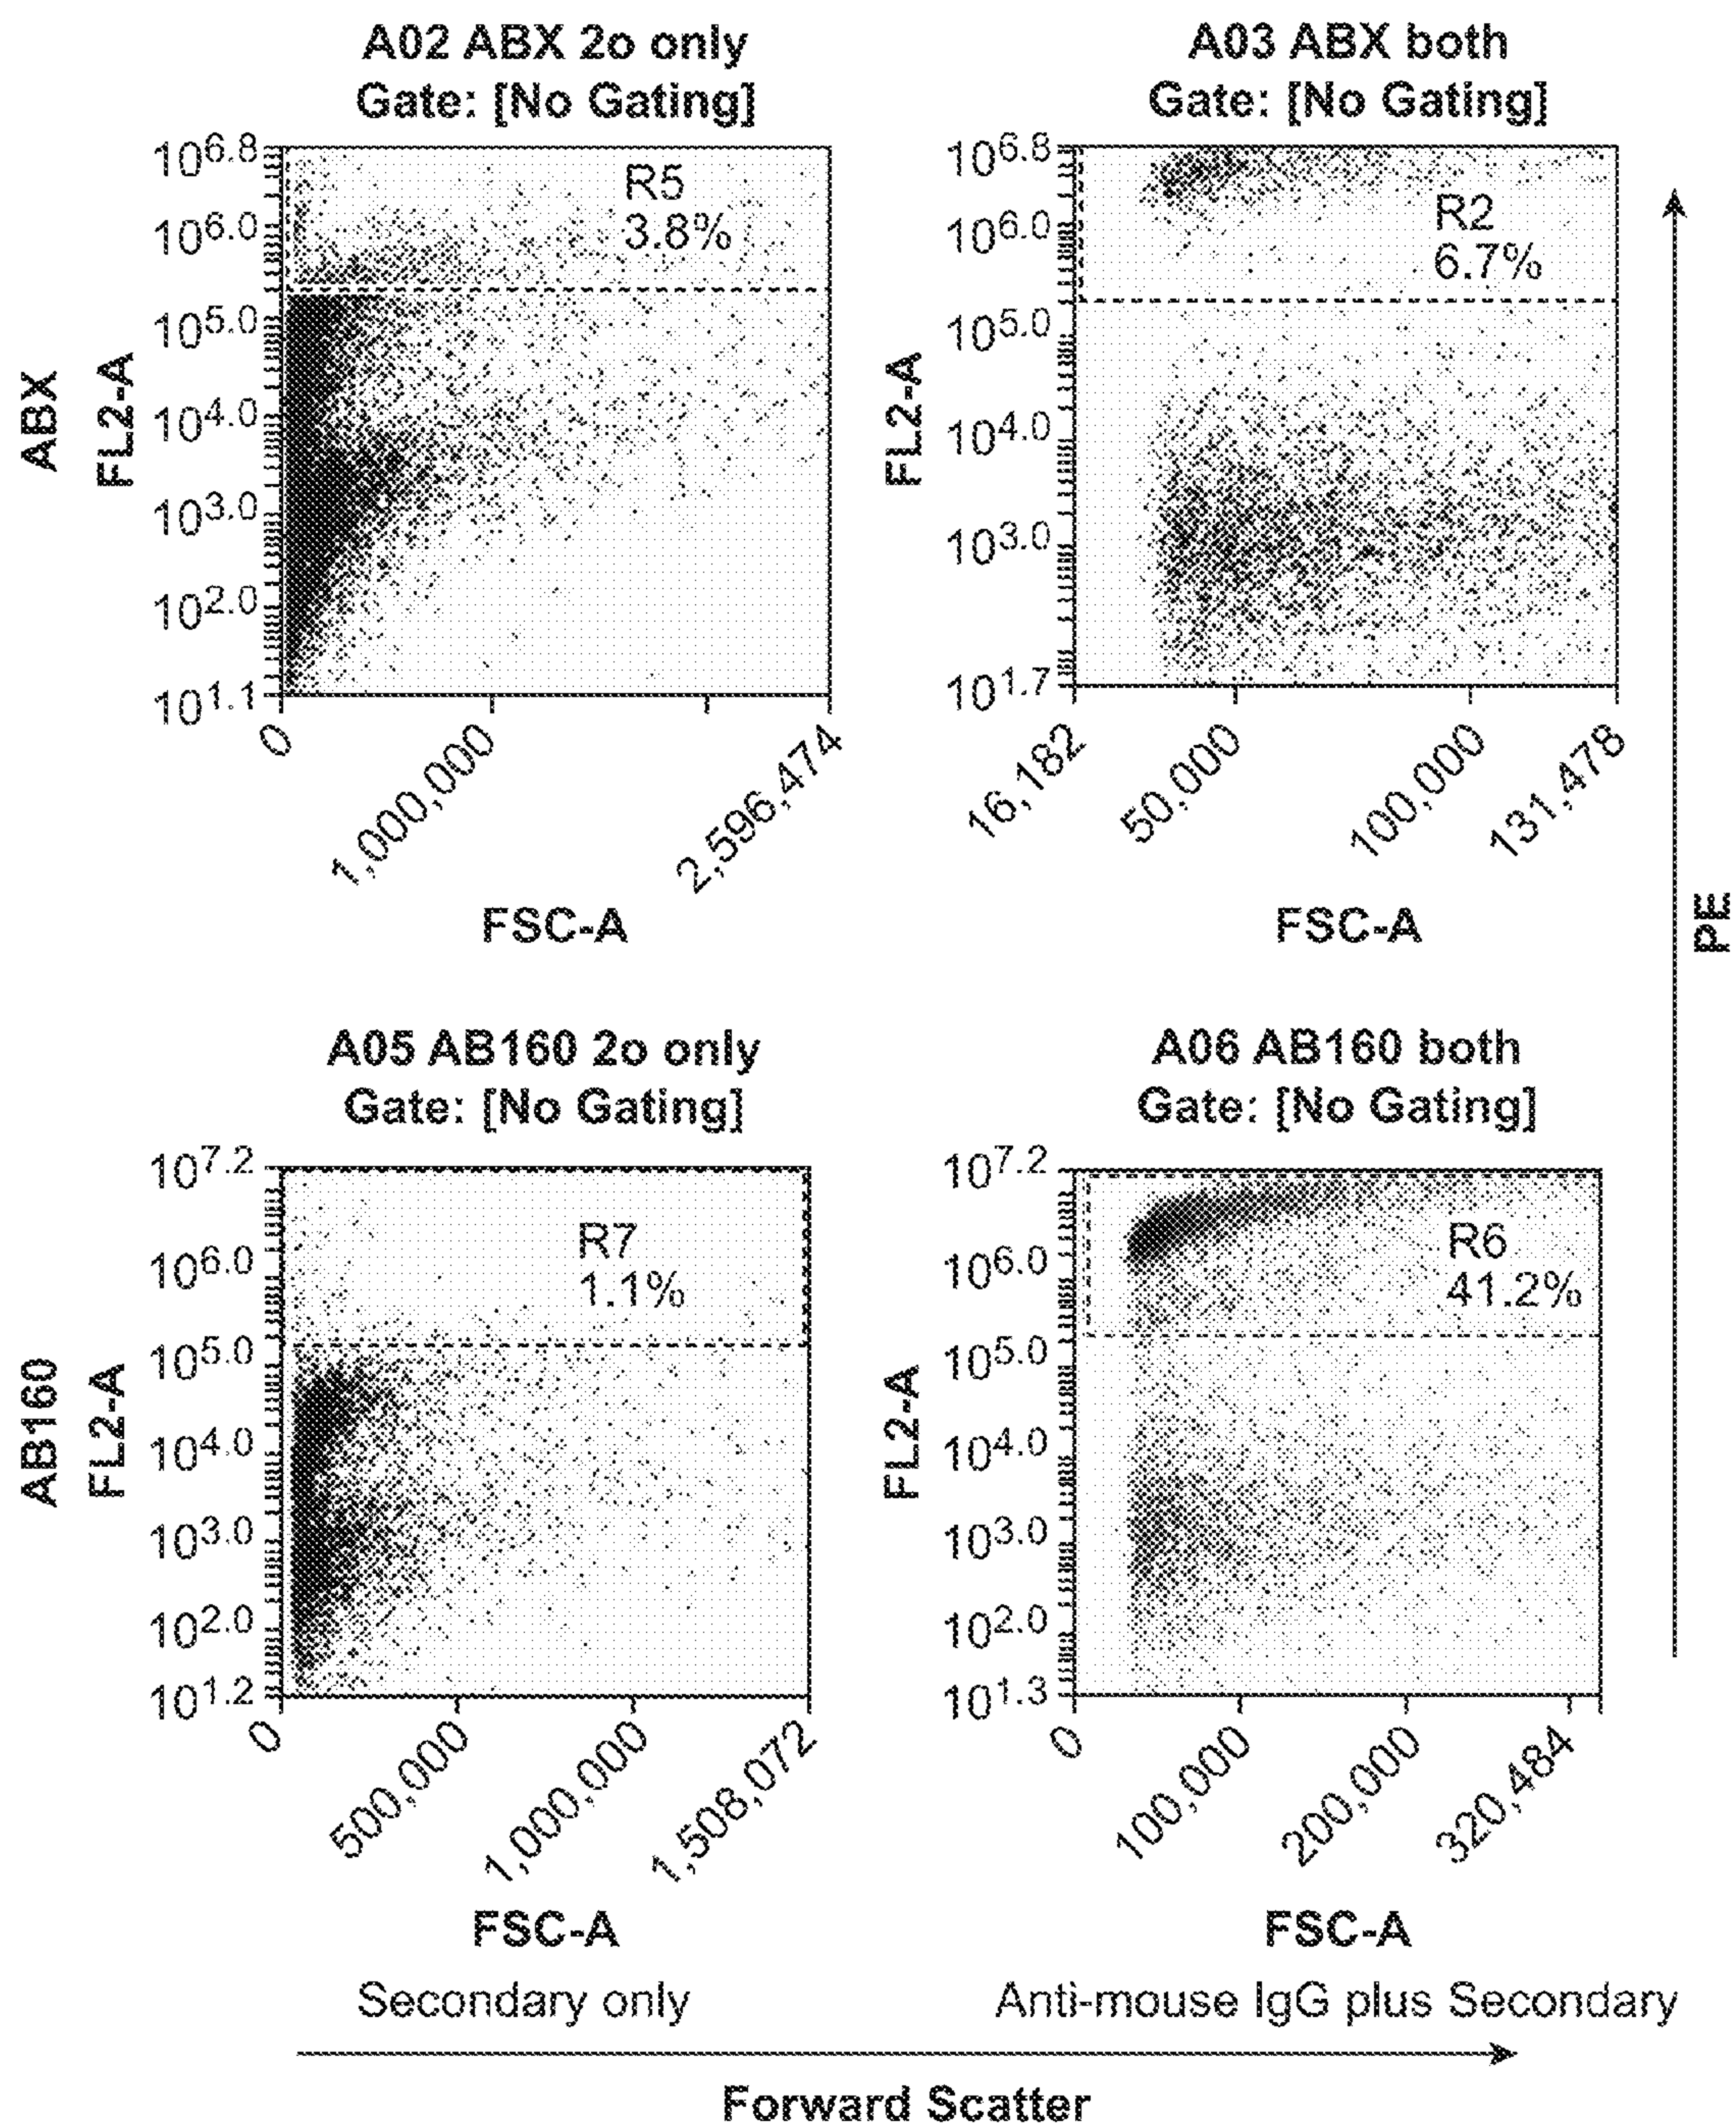 A02 ABX 2o only
Gate: [No Gating]
10^6.8
10^6.0
10^5.0
10^4.0
10^3.0
10^2.0
10^1.1
R5
3.8%
ABX
FL2-A
0
1,000,000
2,596,474
FSC-A
A03 ABX both
Gate: [No Gating]
10^6.8
10^6.0
10^5.0
10^4.0
10^3.0
10^1.7
R2
6.7%
FL2-A
16,182
50,000
100,000
131,478
FSC-A
PE
A05 AB160 2o only
Gate: [No Gating]
10^7.2
10^6.0
10^5.0
10^4.0
10^3.0
10^2.0
10^1.2
R7
1.1%
AB160
FL2-A
0
500,000
1,000,000
1,508,072
FSC-A
Secondary only
A06 AB160 both
Gate: [No Gating]
10^7.2
10^6.0
10^5.0
10^4.0
10^3.0
10^2.0
10^1.3
R6
41.2%
FL2-A
0
100,000
200,000
320,484
FSC-A
Anti-mouse IgG plus Secondary
Forward Scatter